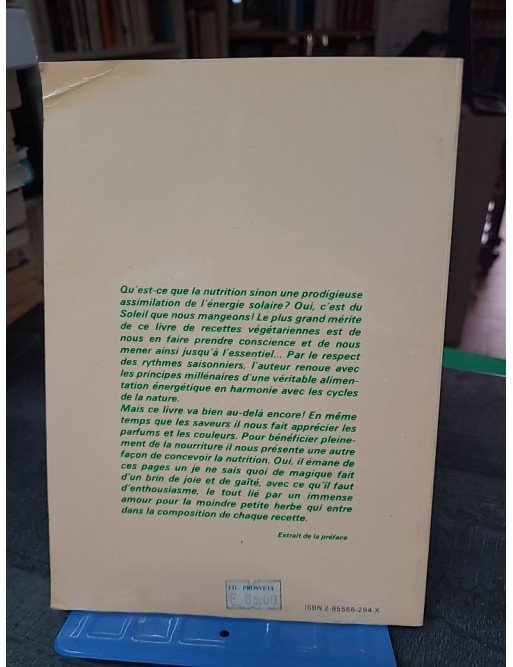 Qu'est-ce que la nutrition sinon une prodigieuse
assimilation de l'énergie solaire? Oui, c'est du
Soleil que nous mangeons! Le plus grand mérite
de ce livre de recettes végétariennes est de
nous en faire prendre conscience et de nous
mener ainsi jusqu'à l'essentiel... Par le respect
des rythmes saisonniers, l'auteur renoue avec
les principes millénaires d'une véritable alimen-
tation énergétique en harmonie avec les cycles
de la nature.
Mais ce livre va bien au-delà encore! En même
temps que les saveurs il nous fait apprécier les
parfums et les couleurs. Pour bénéficier pleine-
ment de la nourriture il nous présente une autre
façon de concevoir la nutrition. Oui, il émane de
ces pages un je ne sais quoi de magique fait
d'un brin de joie et de gaîté, avec ce qu'il faut
d'enthousiasme, le tout lié par un immense
amour pour la moindre petite herbe qui entre
dans la composition de chaque recette.
Extrait de la préface
ED. PROSVETA
ISBN 2-85566-294-X